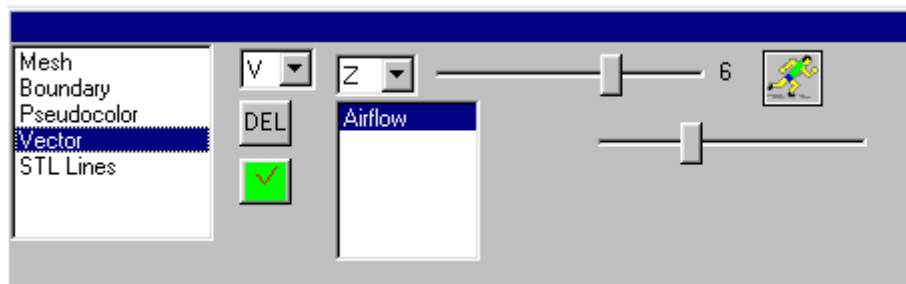 Mesh
Boundary
Pseudocolor
Vector
STL Lines
V
DEL
Z
6
Airflow